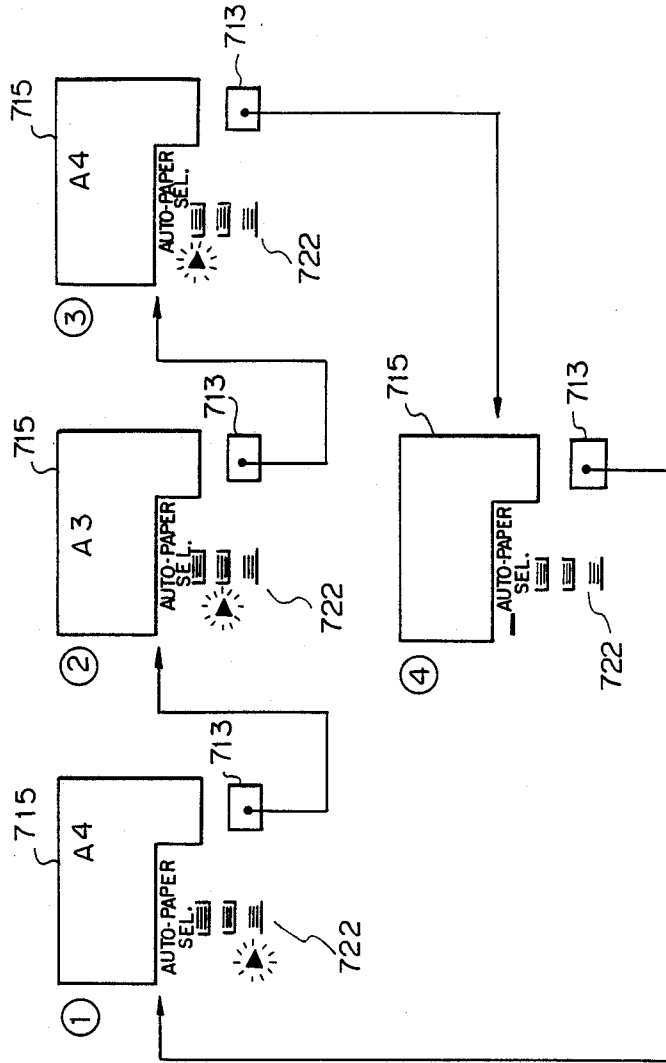 ①
715
A4
AUTO-PAPER
SEL.
713
722
②
715
A3
AUTO-PAPER
SEL.
713
722
③
715
A4
AUTO-PAPER
SEL.
713
722
④
715
AUTO-PAPER
SEL.
713
722